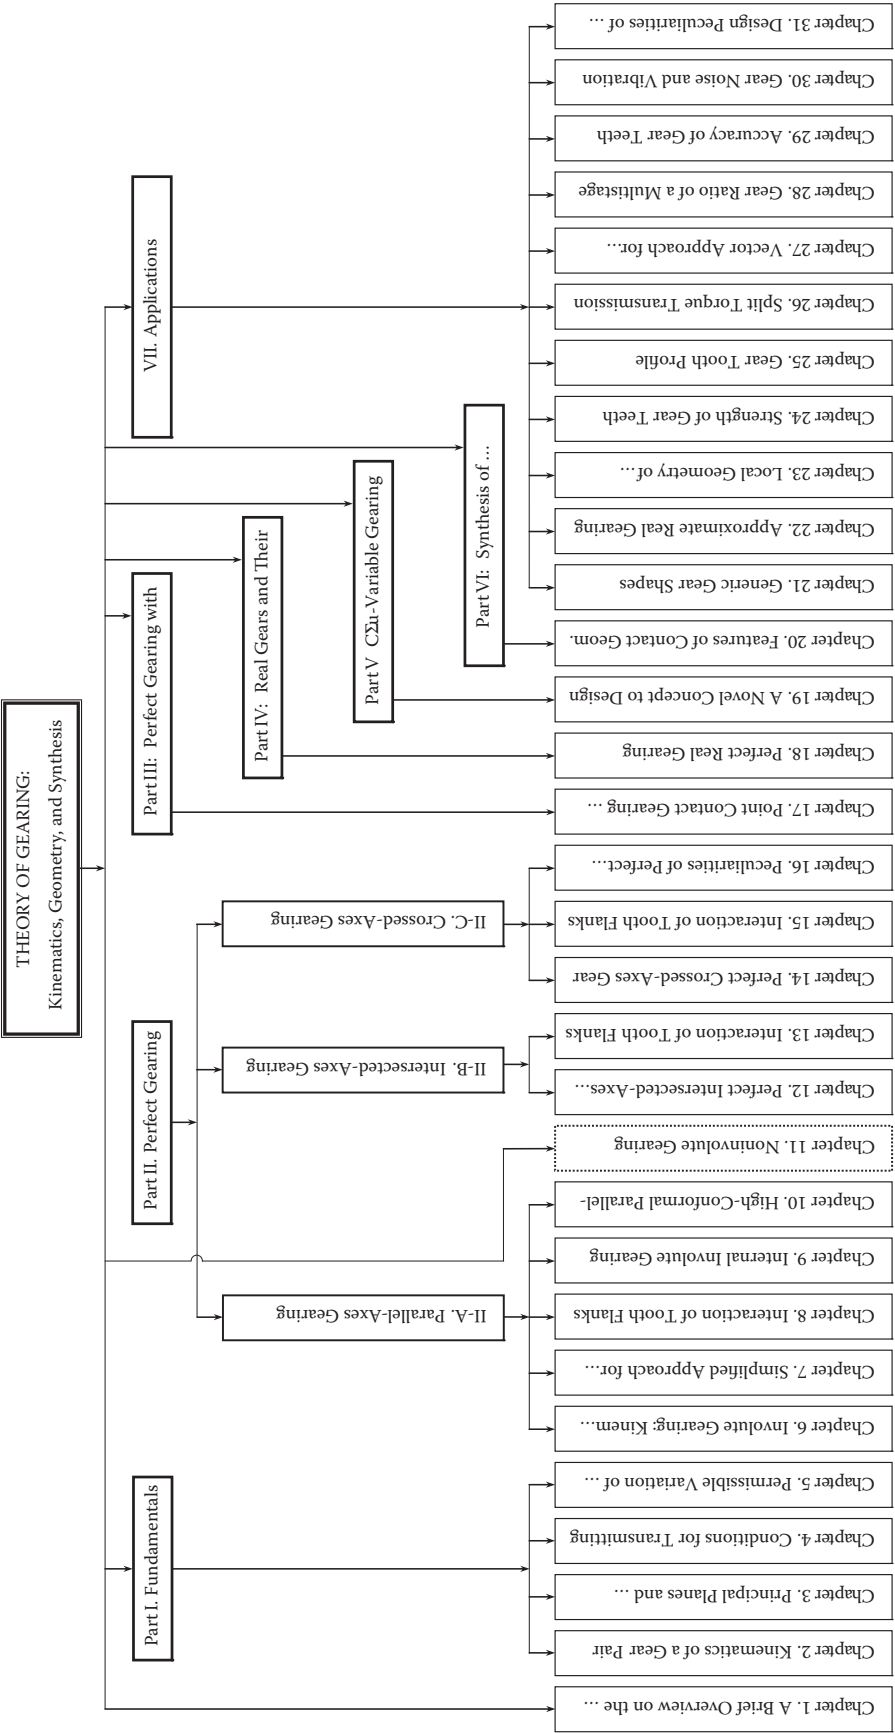 THEORY OF GEARING:
Kinematics, Geometry, and Synthesis
Part I. Fundamentals
Part II. Perfect Gearing
Part III: Perfect Gearing with
Part IV: Real Gears and Their
Part V CΣu-Variable Gearing
Part VI: Synthesis of ...
VII. Applications
II-A. Parallel-Axes Gearing
II-B. Intersected-Axes Gearing
II-C. Crossed-Axes Gearing
Chapter 1. A Brief Overview on the ...
Chapter 2. Kinematics of a Gear Pair
Chapter 3. Principal Planes and ...
Chapter 4. Conditions for Transmitting
Chapter 5. Permissible Variation of ...
Chapter 6. Involute Gearing: Kinem...
Chapter 7. Simplified Approach for...
Chapter 8. Interaction of Tooth Flanks
Chapter 9. Internal Involute Gearing
Chapter 10. High-Conformal Parallel-
Chapter 11. Noninvolute Gearing
Chapter 12. Perfect Intersected-Axes...
Chapter 13. Interaction of Tooth Flanks
Chapter 14. Perfect Crossed-Axes Gear
Chapter 15. Interaction of Tooth Flanks
Chapter 16. Peculiarities of Perfect...
Chapter 17. Point Contact Gearing ...
Chapter 18. Perfect Real Gearing
Chapter 19. A Novel Concept to Design
Chapter 20. Features of Contact Geom.
Chapter 21. Generic Gear Shapes
Chapter 22. Approximate Real Gearing
Chapter 23. Local Geometry of...
Chapter 24. Strength of Gear Teeth
Chapter 25. Gear Tooth Profile
Chapter 26. Split Torque Transmission
Chapter 27. Vector Approach for...
Chapter 28. Gear Ratio of a Multistage
Chapter 29. Accuracy of Gear Teeth
Chapter 30. Gear Noise and Vibration
Chapter 31. Design Peculiarities of ...